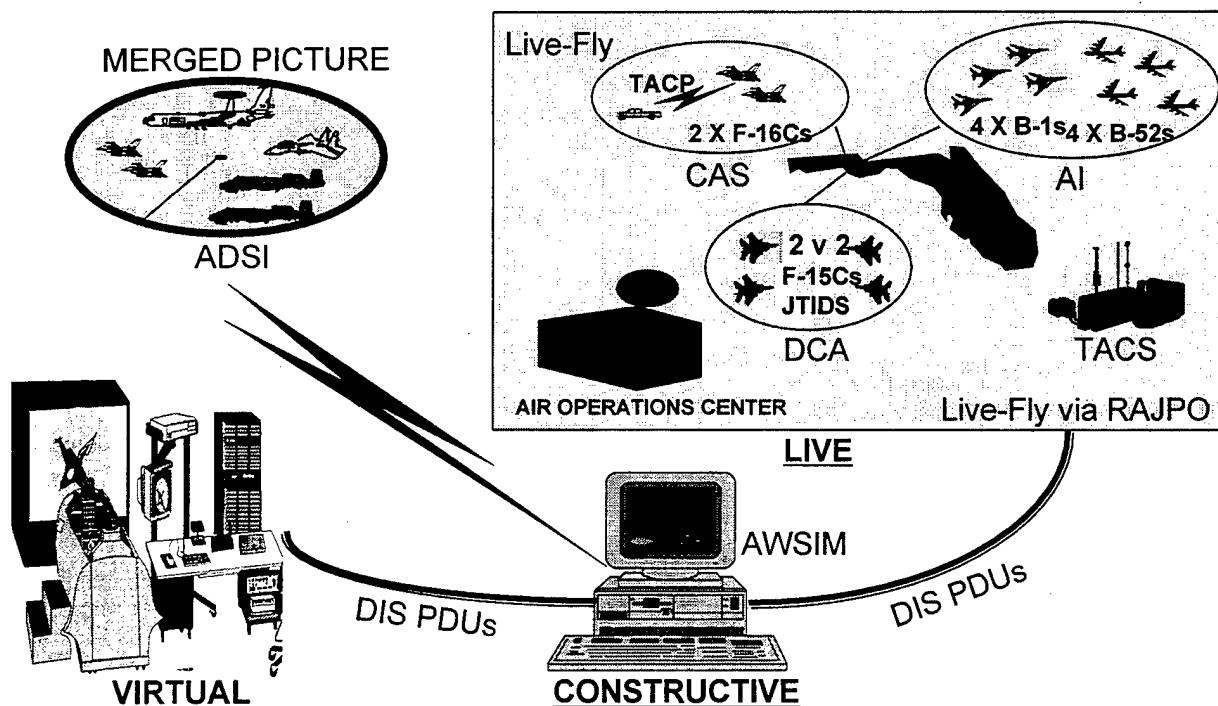 MERGED PICTURE
ADSI
Live-Fly
TACP
2 X F-16Cs
CAS
4 X B-1s 4 X B-52s
AI
2 v 2
F-15Cs
JTIDS
DCA
TACS
AIR OPERATIONS CENTER
Live-Fly via RAJPO
LIVE
AWSIM
DIS PDUs
DIS PDUs
VIRTUAL
CONSTRUCTIVE